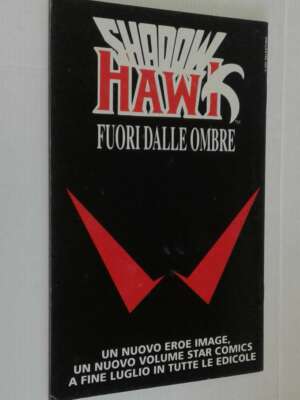 SHADOW
HAWK
FUORI DALLE OMBRE
UN NUOVO EROE IMAGE,
UN NUOVO VOLUME STAR COMICS
A FINE LUGLIO IN TUTTE LE EDICOLE